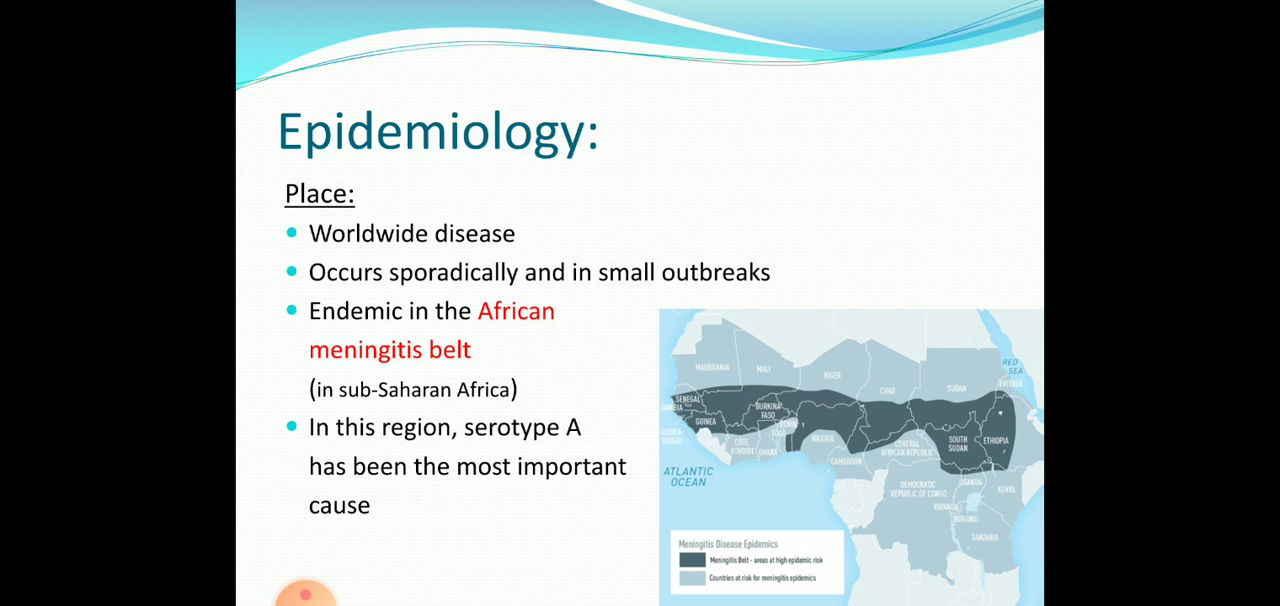 Epidemiology:
Place:
Worldwide disease
Occurs sporadically and in small outbreaks
Endemic in the African
meningitis belt
(in sub-Saharan Africa)
In this region, serotype A
has been the most important
cause
RED
SEA
MAURITANIA
MALI
NIGER
CHAD
SUDAN
ERITREA
SENEGAL
GAMBIA
GUINEA-
BISSAU
GUINEA
BURKINA
FASO
BENIN
TOGO
CÔTE
D'IVOIRE
GHANA
NIGERIA
CAMEROON
CENTRAL
AFRICAN REPUBLIC
SOUTH
SUDAN
ETHIOPIA
ATLANTIC
OCEAN
DEMOCRATIC
REPUBLIC OF CONGO
UGANDA
KENYA
RWANDA
BURUNDI
TANZANIA
Meningitis Disease Epidemics
Meningitis Belt - areas at high epidemic risk
Countries at risk for meningitis epidemics